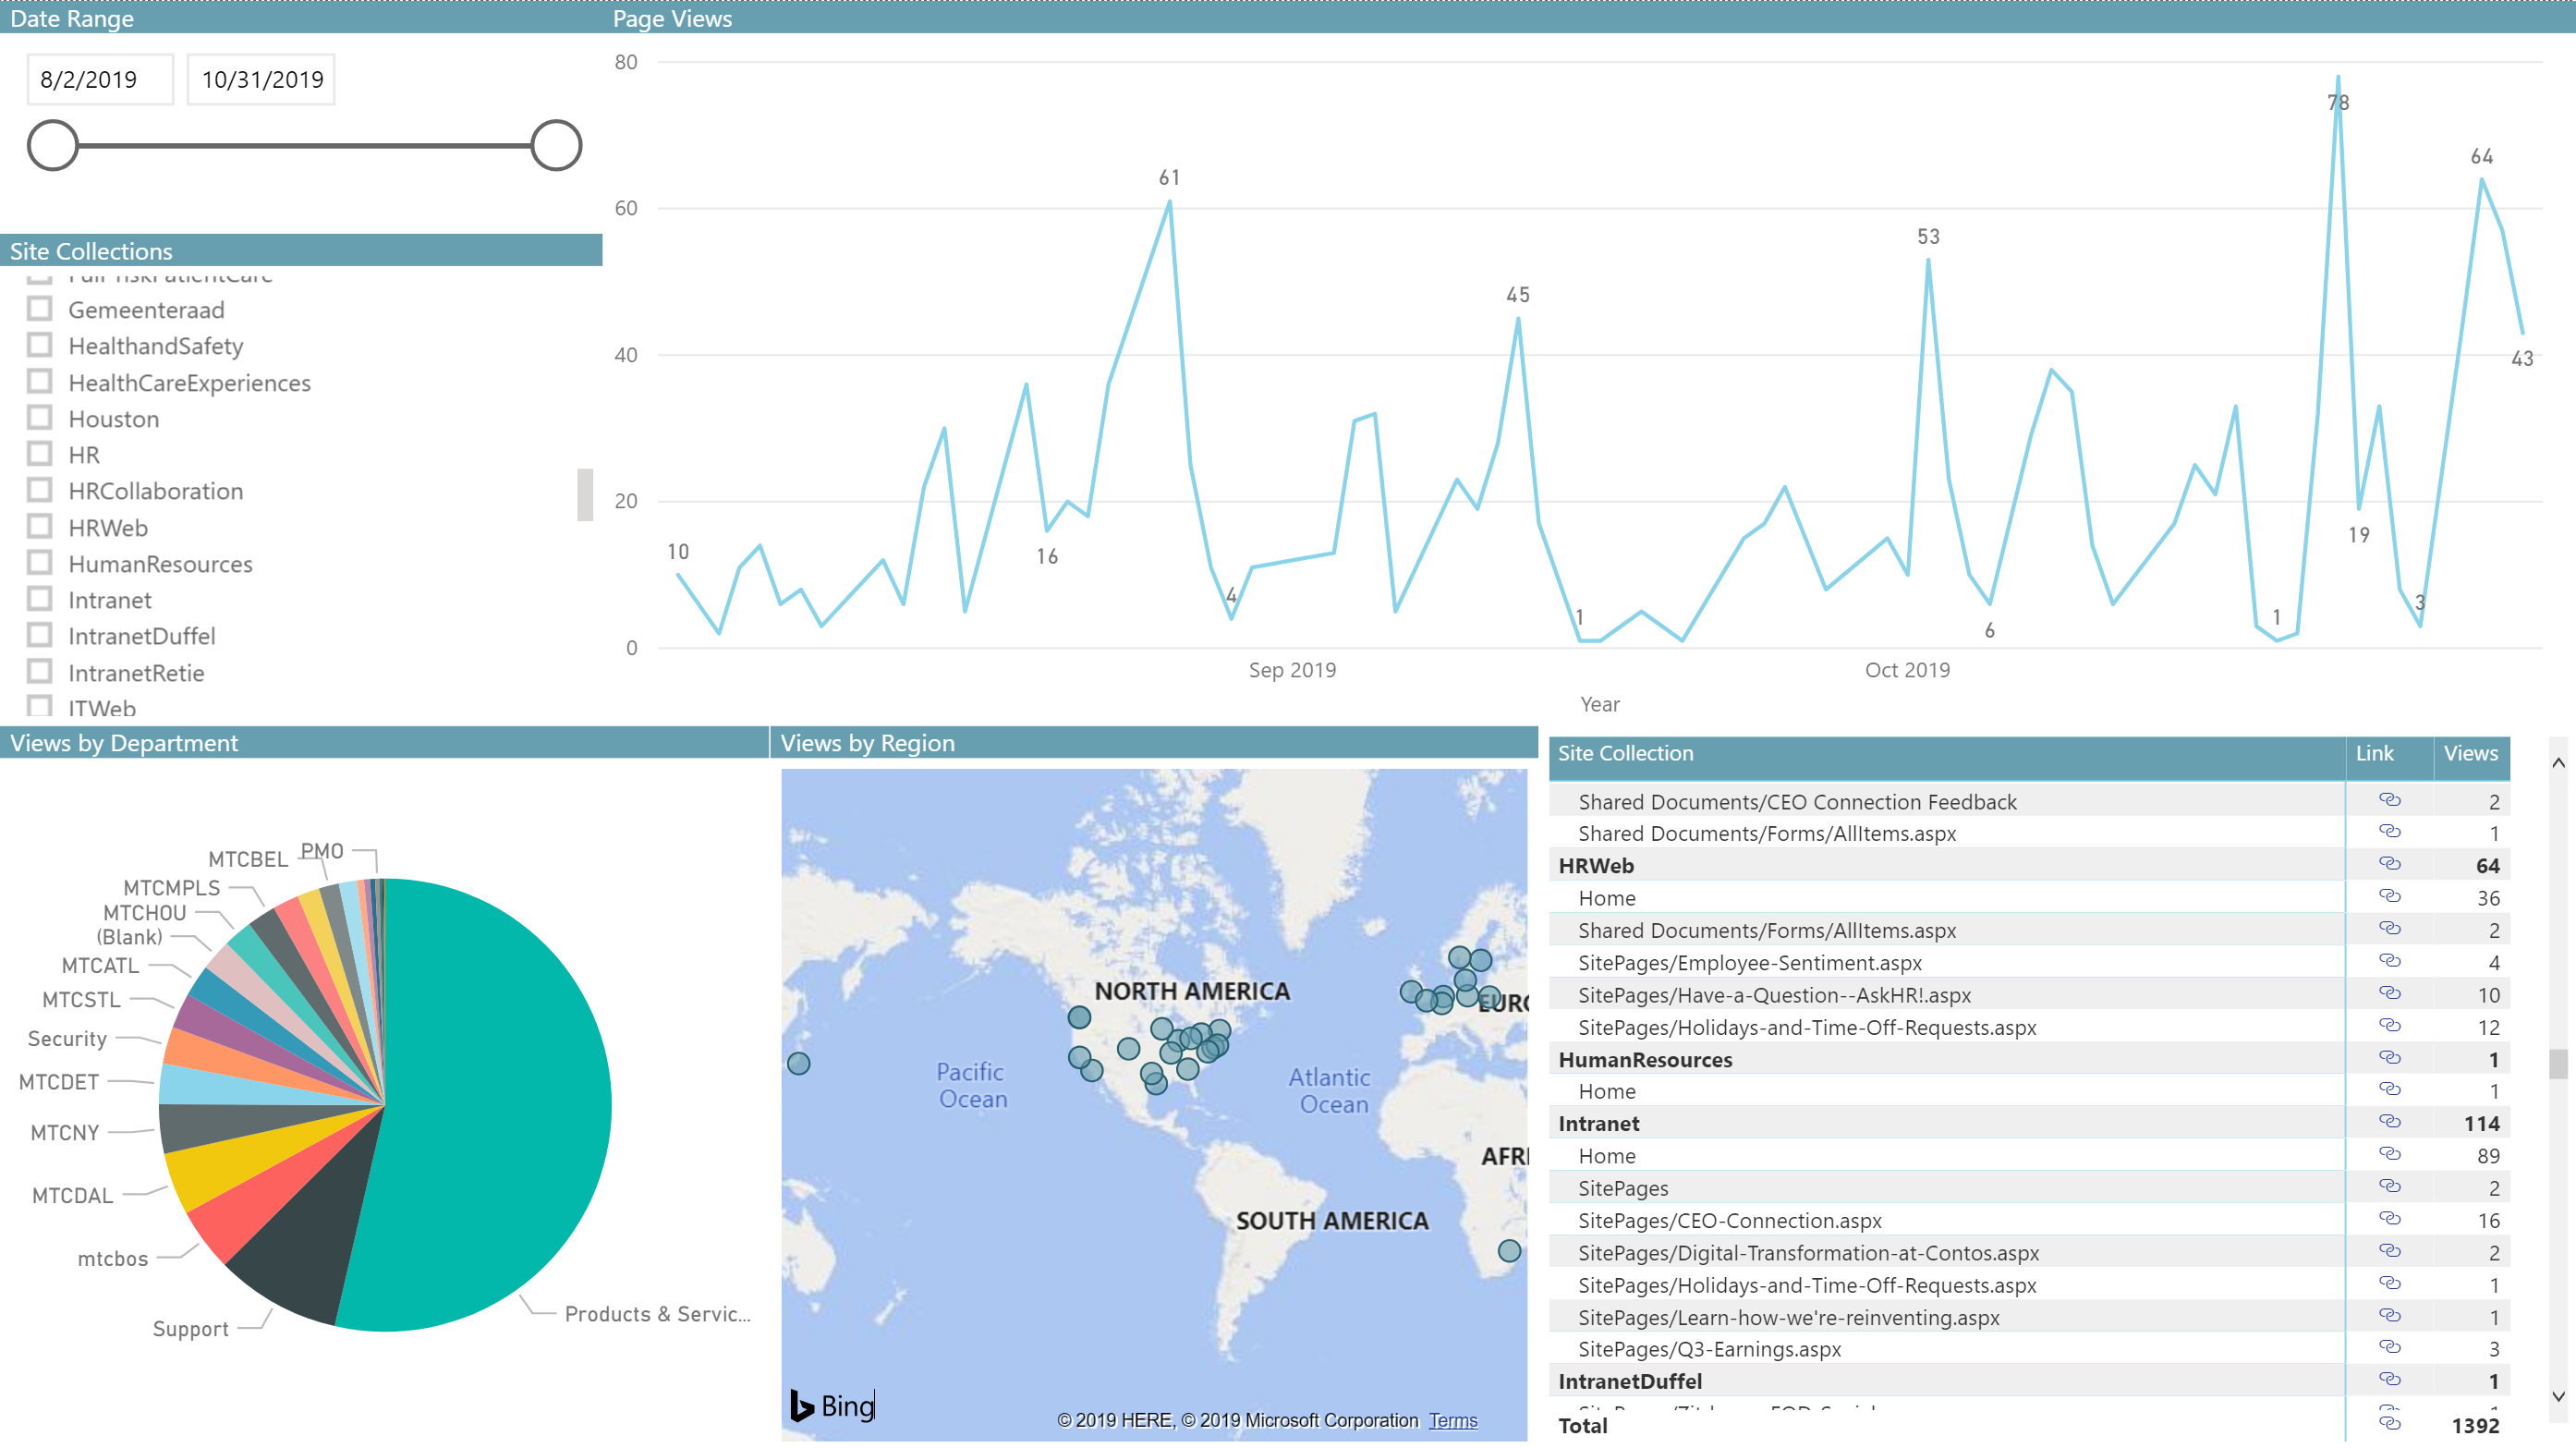 Date Range
8/2/2019 10/31/2019
Site Collections
Gemeenteraad
HealthandSafety
HealthCareExperiences
Houston
HR
HRCollaboration
HRWeb
HumanResources
Intranet
IntranetDuffel
IntranetRetie
ITWeb
Page Views
80
60
40
20
0
10
16
61
4
45
1
53
6
1
78
19
3
64
43
Sep 2019 Oct 2019
Year
Views by Department
PMO
MTCBEL
MTCMPLS
MTCHOU
(Blank)
MTCATL
MTCSTL
Security
MTCDET
MTCNY
MTCDAL
mtcbos
Support
Products & Servic...
Views by Region
NORTH AMERICA
Pacific
Ocean
Atlantic
Ocean
SOUTH AMERICA
Bing
© 2019 HERE, © 2019 Microsoft Corporation Terms
Site Collection Link Views
Shared Documents/CEO Connection Feedback 2
Shared Documents/Forms/AllItems.aspx 1
HRWeb 64
Home 36
Shared Documents/Forms/AllItems.aspx 2
SitePages/Employee-Sentiment.aspx 4
SitePages/Have-a-Question--AskHR!.aspx 10
SitePages/Holidays-and-Time-Off-Requests.aspx 12
HumanResources 1
Home 1
Intranet 114
Home 89
SitePages 2
SitePages/CEO-Connection.aspx 16
SitePages/Digital-Transformation-at-Contos.aspx 2
SitePages/Holidays-and-Time-Off-Requests.aspx 1
SitePages/Learn-how-we're-reinventing.aspx 1
SitePages/Q3-Earnings.aspx 3
IntranetDuffel 1
Total 1392